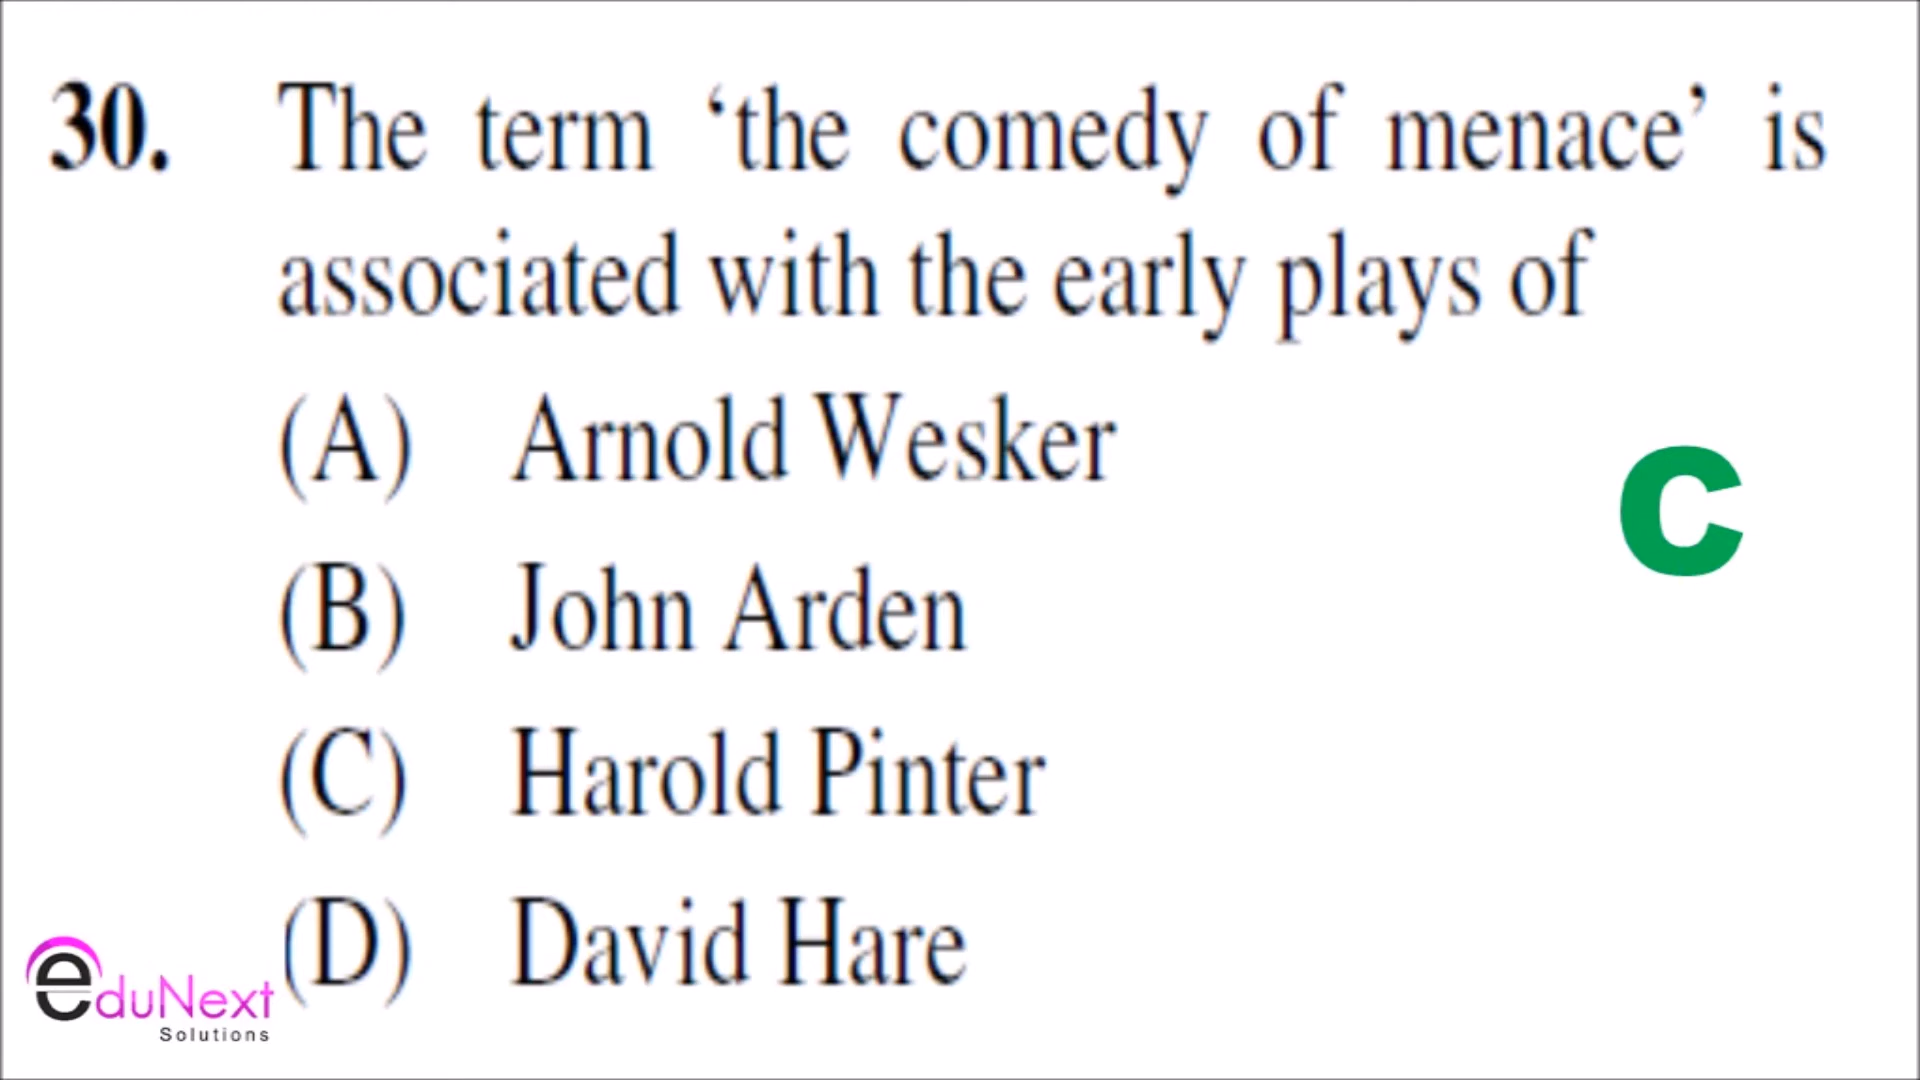 30. The term ‘the comedy of menace’ is
associated with the early plays of
(A) Arnold Wesker
(B) John Arden
(C) Harold Pinter
(D) David Hare
C
eduNext
Solutions